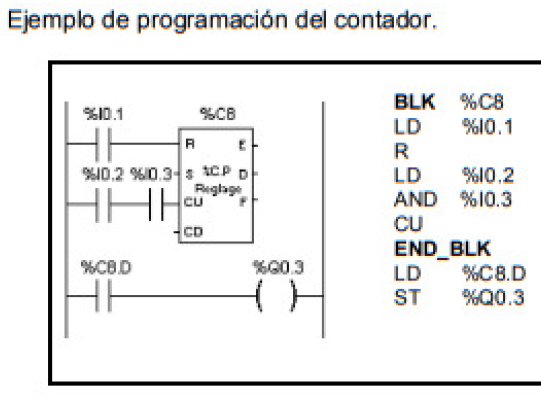 Ejemplo de programación del contador.
%I0.1 %C8
R E
%I0.2 %I0.3 S %C.P D
Reglage
CU F
CD
%C8.D %Q0.3
BLK %C8
LD %I0.1
R
LD %I0.2
AND %I0.3
CU
END_BLK
LD %C8.D
ST %Q0.3